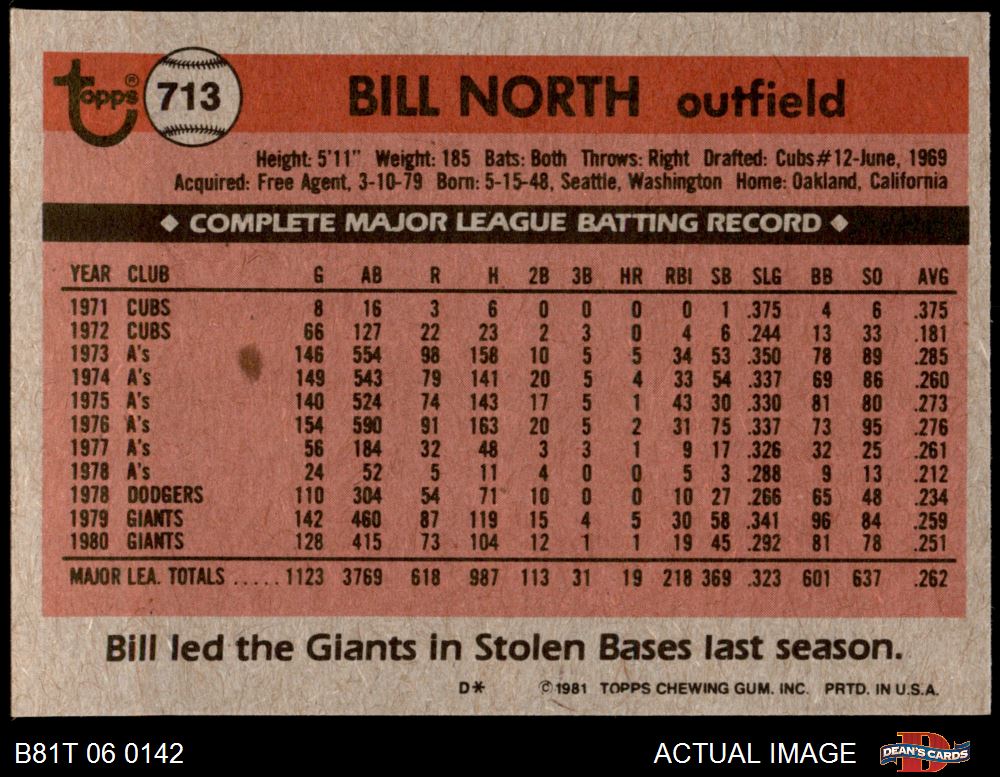 topps® 713 BILL NORTH outfield
Height: 5'11" Weight: 185 Bats: Both Throws: Right Drafted: Cubs#12-June, 1969
Acquired: Free Agent, 3-10-79 Born: 5-15-48, Seattle, Washington Home: Oakland, California
◆ COMPLETE MAJOR LEAGUE BATTING RECORD ◆
YEAR CLUB G AB R H 2B 3B HR RBI SB SLG BB SO AVG
1971 CUBS 8 16 3 6 0 0 0 0 1 .375 4 6 .375
1972 CUBS 66 127 22 23 2 3 0 4 6 .244 13 33 .181
1973 A's 146 554 98 158 10 5 5 34 53 .350 78 89 .285
1974 A's 149 543 79 141 20 5 4 33 54 .337 69 86 .260
1975 A's 140 524 74 143 17 5 1 43 30 .330 81 80 .273
1976 A's 154 590 91 163 20 5 2 31 75 .337 73 95 .276
1977 A's 56 184 32 48 3 3 1 9 17 .326 32 25 .261
1978 A's 24 52 5 11 4 0 0 5 3 .288 9 13 .212
1978 DODGERS 110 304 54 71 10 0 0 10 27 .266 65 48 .234
1979 GIANTS 142 460 87 119 15 4 5 30 58 .341 96 84 .259
1980 GIANTS 128 415 73 104 12 1 1 19 45 .292 81 78 .251
MAJOR LEA. TOTALS ..... 1123 3769 618 987 113 31 19 218 369 .323 601 637 .262
Bill led the Giants in Stolen Bases last season.
D* ©1981 TOPPS CHEWING GUM. INC. PRTD. IN U.S.A.
B81T 06 0142 ACTUAL IMAGE DEAN'S CARDS